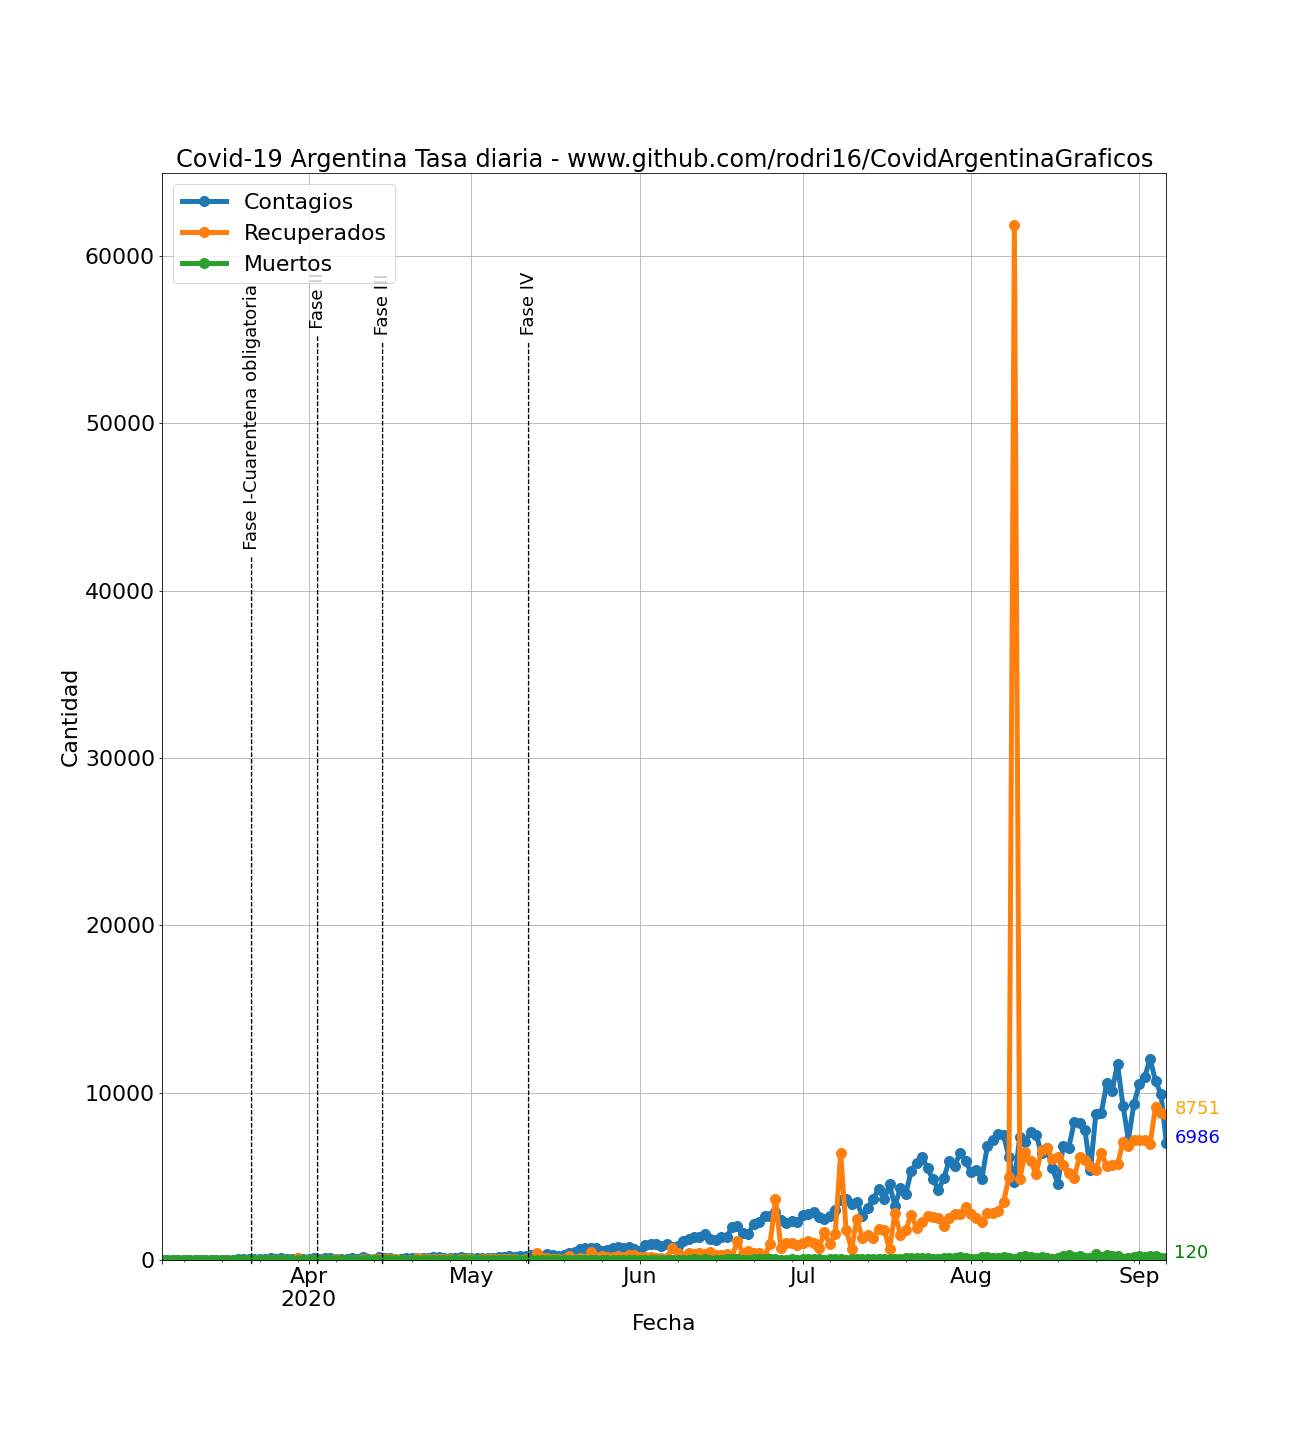 Covid-19 Argentina Tasa diaria - www.github.com/rodri16/CovidArgentinaGraficos
Contagios
Recuperados
Muertos
Fase I-Cuarentena obligatoria
Fase II
Fase III
Fase IV
60000
50000
40000
30000
20000
10000
0
Cantidad
8751
6986
120
Apr
2020
May
Jun
Jul
Aug
Sep
Fecha